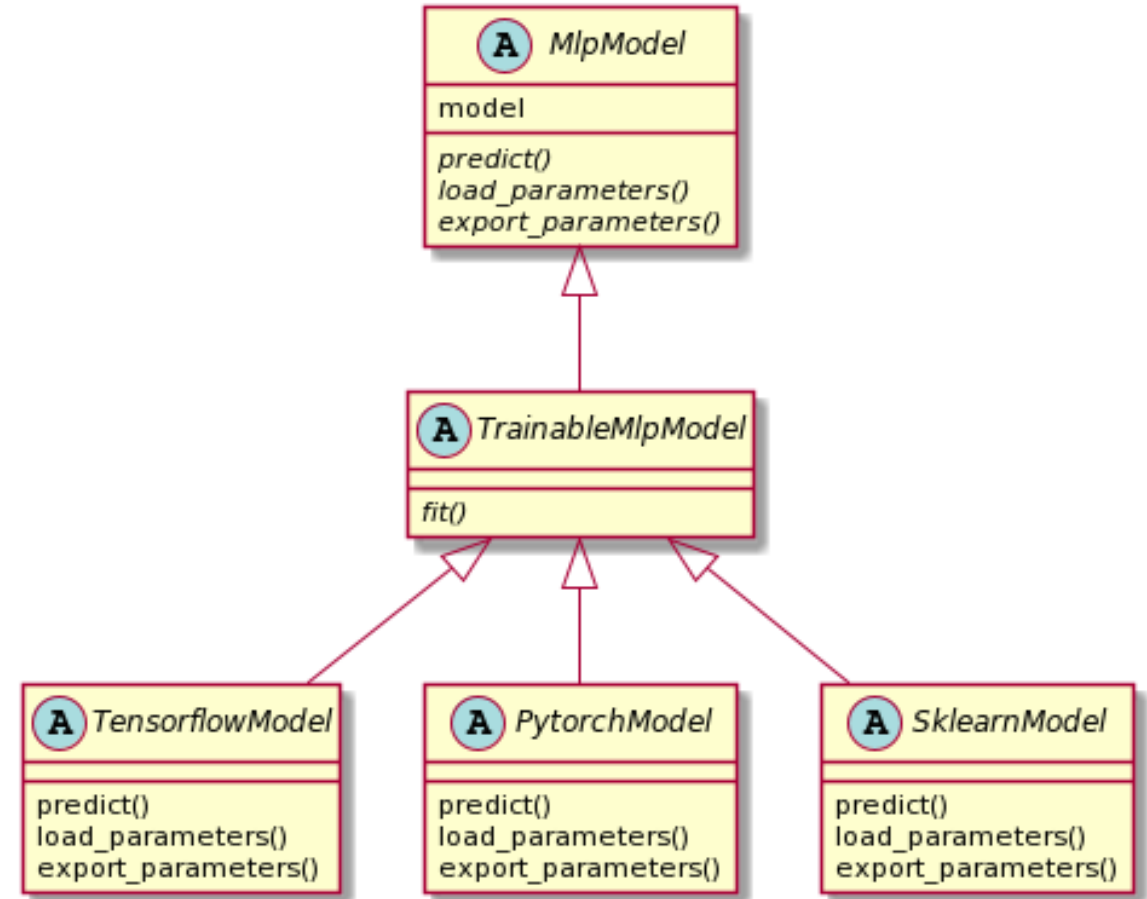 A MlpModel
model
predict()
load_parameters()
export_parameters()
A TrainableMlpModel
fit()
A TensorflowModel
predict()
load_parameters()
export_parameters()
A PytorchModel
predict()
load_parameters()
export_parameters()
A SklearnModel
predict()
load_parameters()
export_parameters()